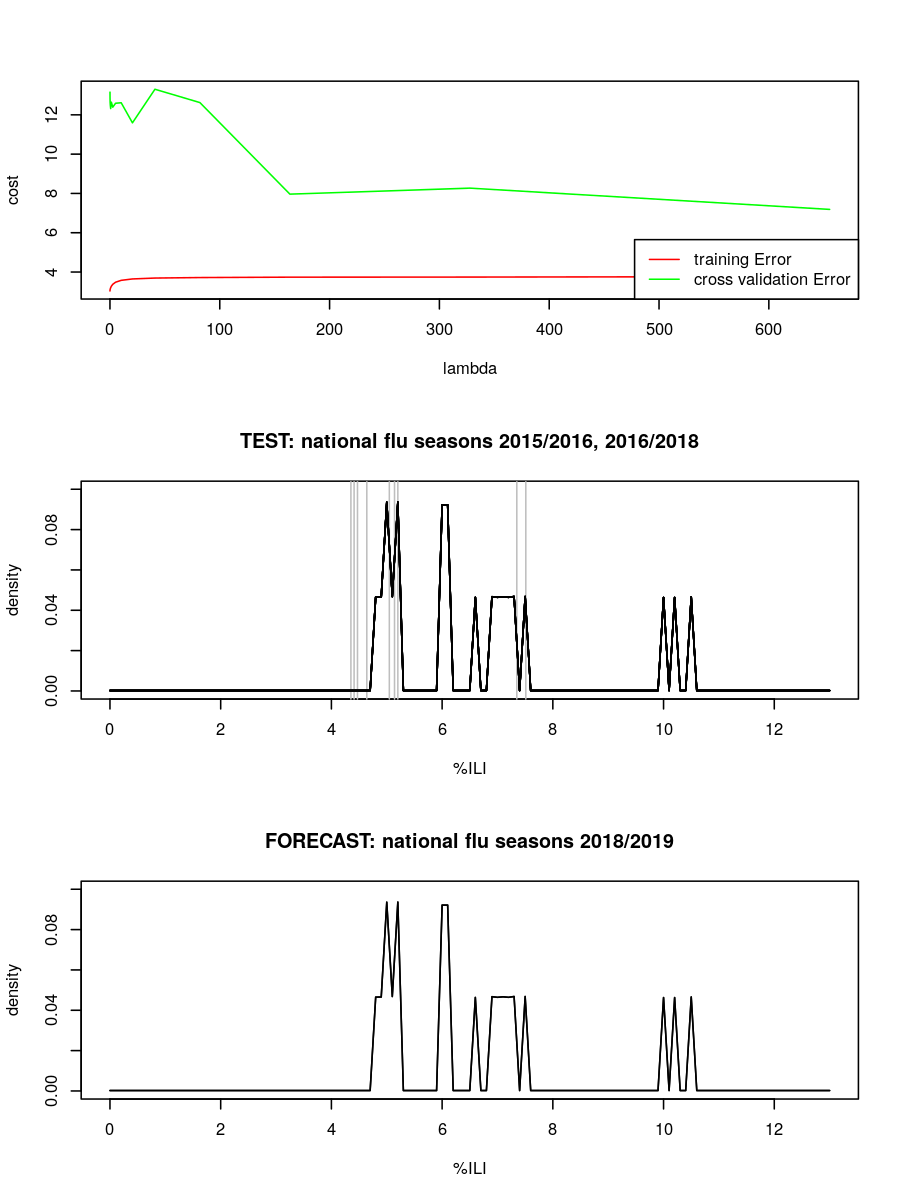 cost
12
10
8
6
4
training Error
cross validation Error
0 100 200 300 400 500 600
lambda
TEST: national flu seasons 2015/2016, 2016/2018
density
0.08
0.04
0.00
0 2 4 6 8 10 12
%ILI
FORECAST: national flu seasons 2018/2019
density
0.08
0.04
0.00
0 2 4 6 8 10 12
%ILI